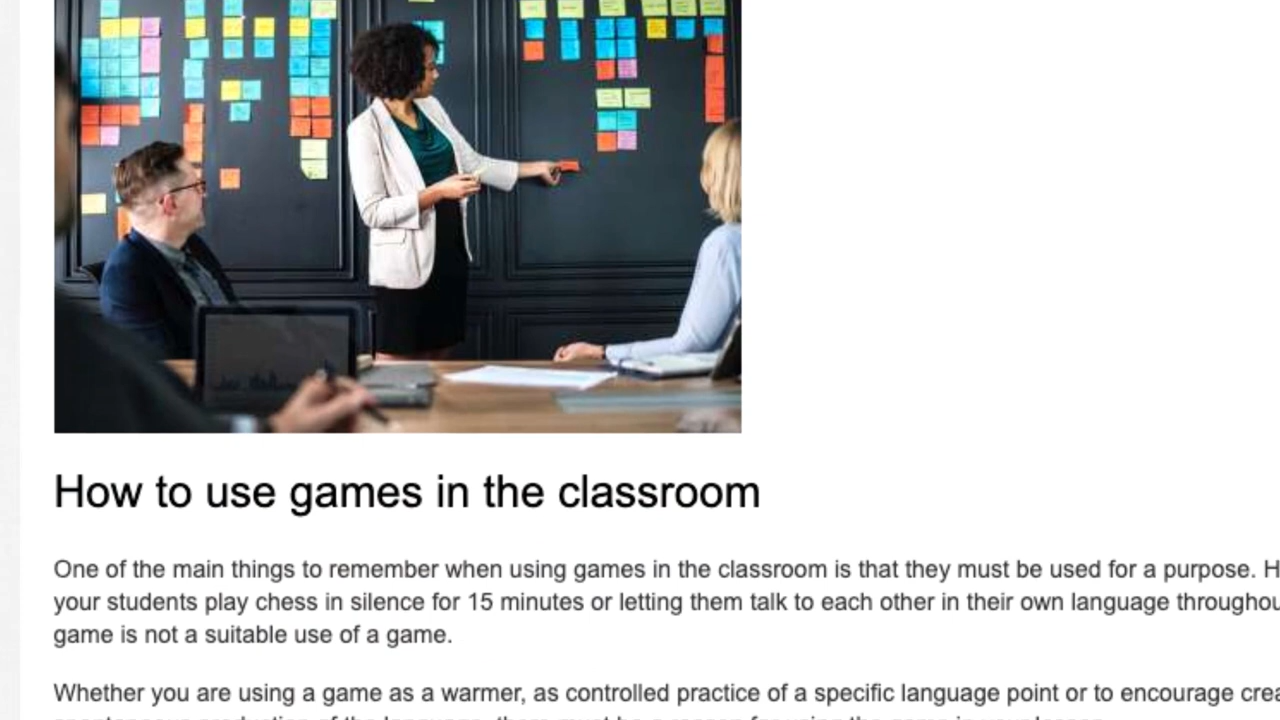 How to use games in the classroom
One of the main things to remember when using games in the classroom is that they must be used for a purpose. H
your students play chess in silence for 15 minutes or letting them talk to each other in their own language throughou
game is not a suitable use of a game.
Whether you are using a game as a warmer, as controlled practice of a specific language point or to encourage crea